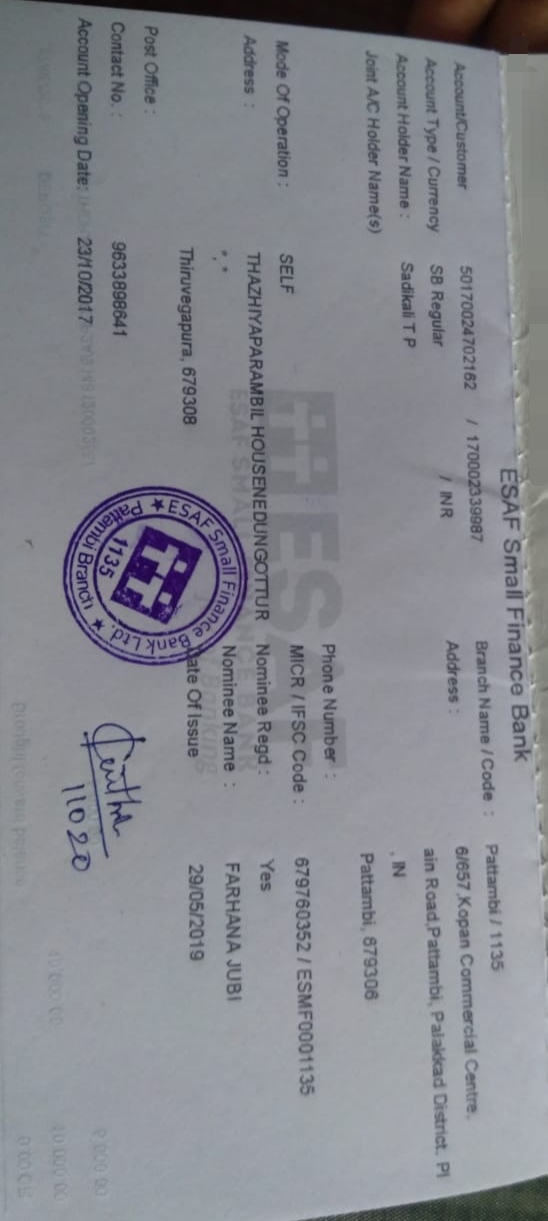 ESAF Small Finance Bank
Account/Customer 50170024702162 / 170002339987
Account Type / Currency SB Regular / INR
Account Holder Name : Sadikali T P
Joint A/C Holder Name(s)
Mode Of Operation : SELF
Address : THAZHIYAPARAMBIL HOUSENEDUNGOTTUR
, ,
Thiruvegapura, 679308
Post Office :
Contact No. : 9633898641
Account Opening Date: 23/10/2017
Branch Name / Code : Pattambi / 1135
Address : 6/657,Kopan Commercial Centre,
ain Road,Pattambi, Palakkad District. Pl
, IN
Pattambi, 679306
Phone Number :
MICR / IFSC Code : 679760352 / ESMF0001135
Nominee Regd : Yes
Nominee Name : FARHANA JUBI
Date Of Issue 29/05/2019
ESAF
ESAF Small Finance Bank Ltd.
1135
Pattambi Branch
11020